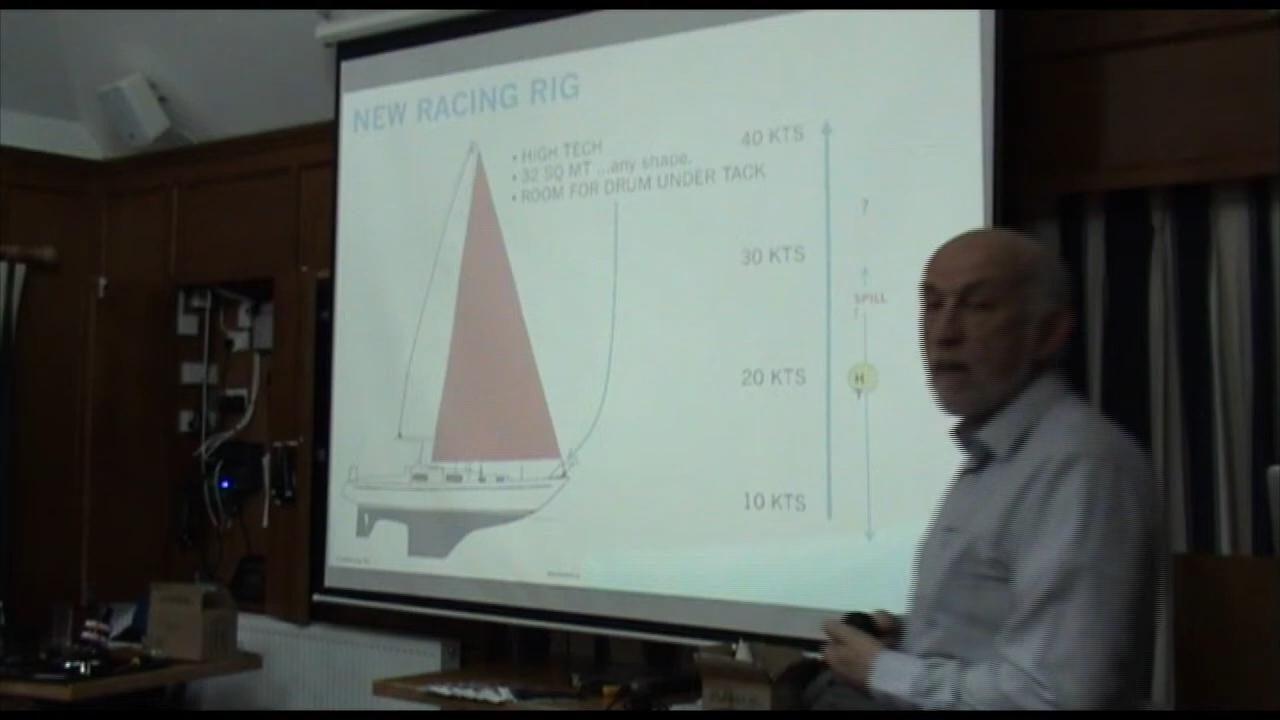 NEW RACING RIG
• HIGH TECH
• 32 SQ MT ...any shape.
• ROOM FOR DRUM UNDER TACK
40 KTS
?
30 KTS
SPILL
20 KTS
H
10 KTS